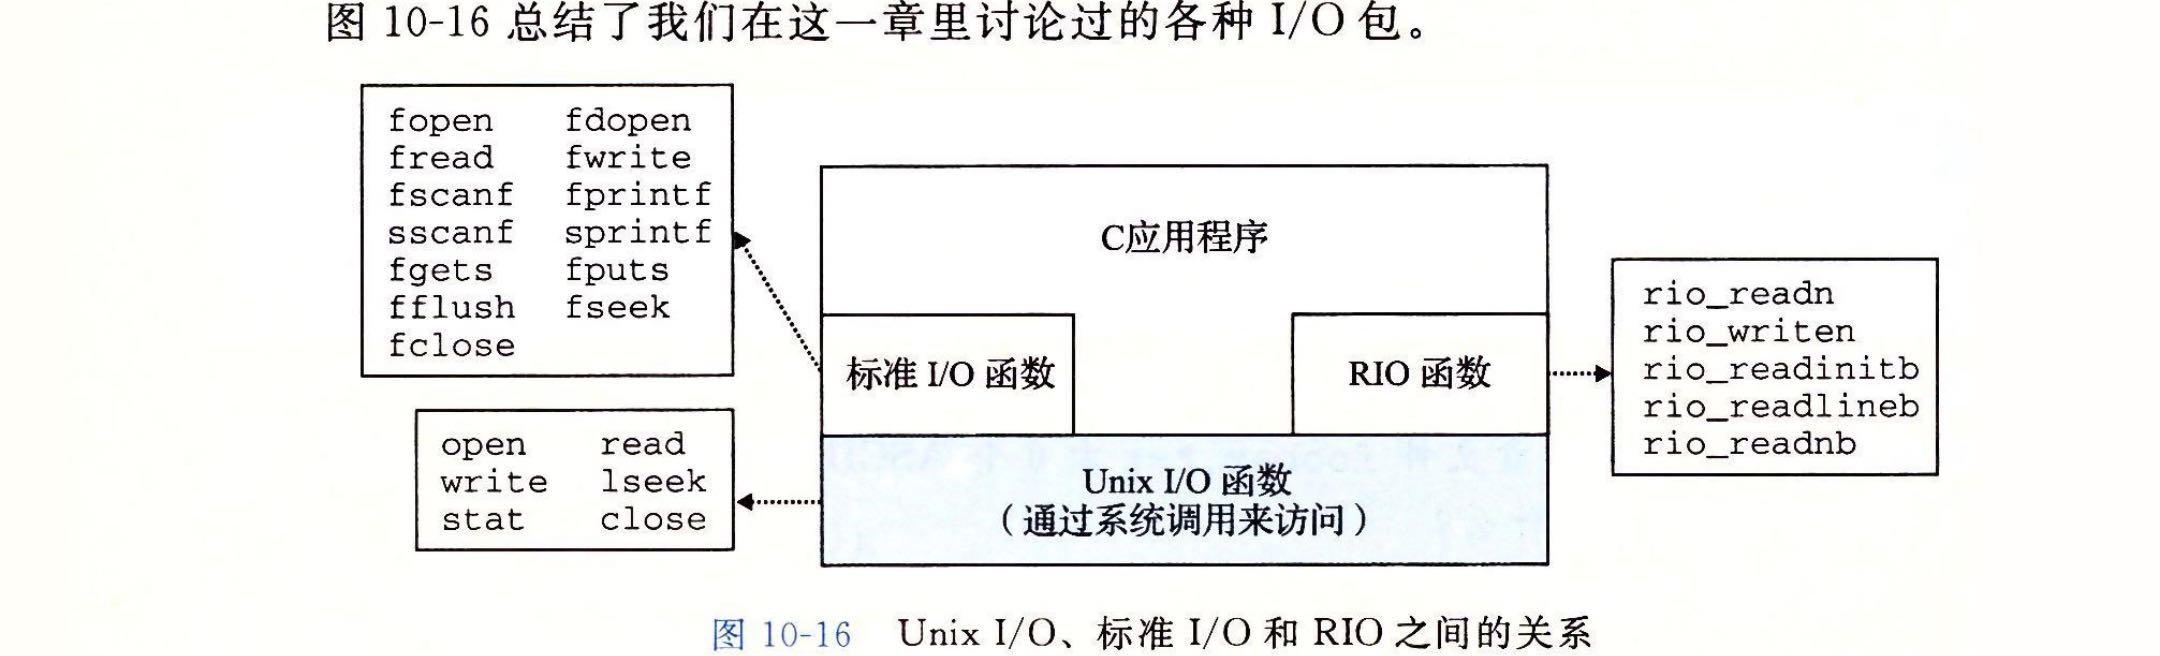 图 10-16 总结了我们在这一章里讨论过的各种 I/O 包。
fopen fdopen
fread fwrite
fscanf fprintf
sscanf sprintf
fgets fputs
fflush fseek
fclose
open read
write lseek
stat close
C应用程序
标准 I/O 函数
RIO 函数
Unix I/O 函数
（通过系统调用来访问）
rio_readn
rio_writen
rio_readinitb
rio_readlineb
rio_readnb
图 10-16 Unix I/O、标准 I/O 和 RIO 之间的关系